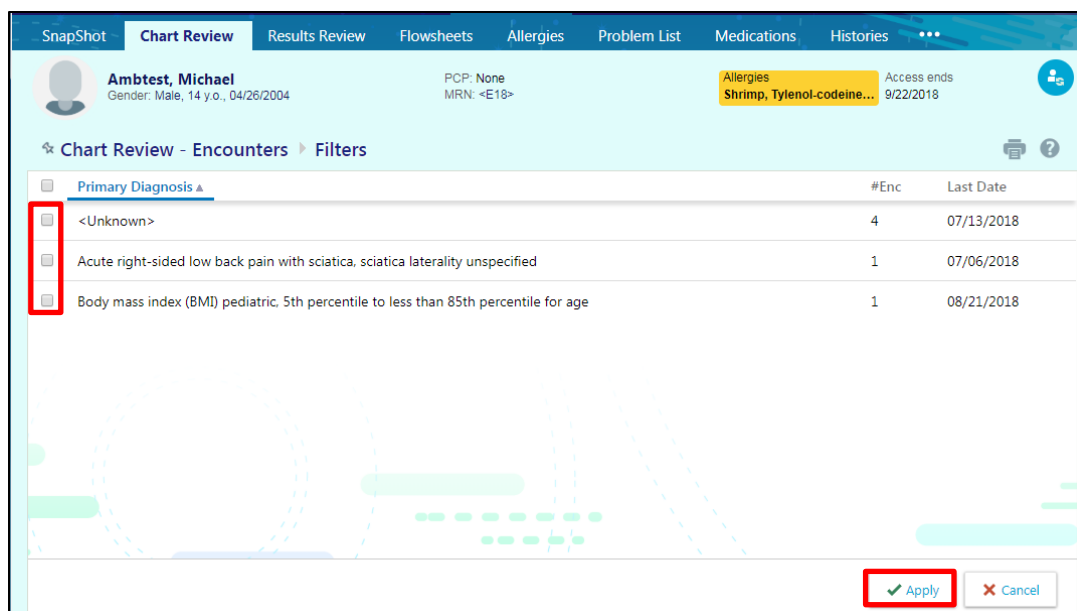 SnapShot Chart Review Results Review Flowsheets Allergies Problem List Medications Histories •••
Ambtest, Michael
Gender: Male, 14 y.o., 04/26/2004
PCP: None
MRN: <E18>
Allergies
Shrimp, Tylenol-codeine...
Access ends
9/22/2018
Chart Review - Encounters Filters
Primary Diagnosis #Enc Last Date
<Unknown> 4 07/13/2018
Acute right-sided low back pain with sciatica, sciatica laterality unspecified 1 07/06/2018
Body mass index (BMI) pediatric, 5th percentile to less than 85th percentile for age 1 08/21/2018
Apply Cancel